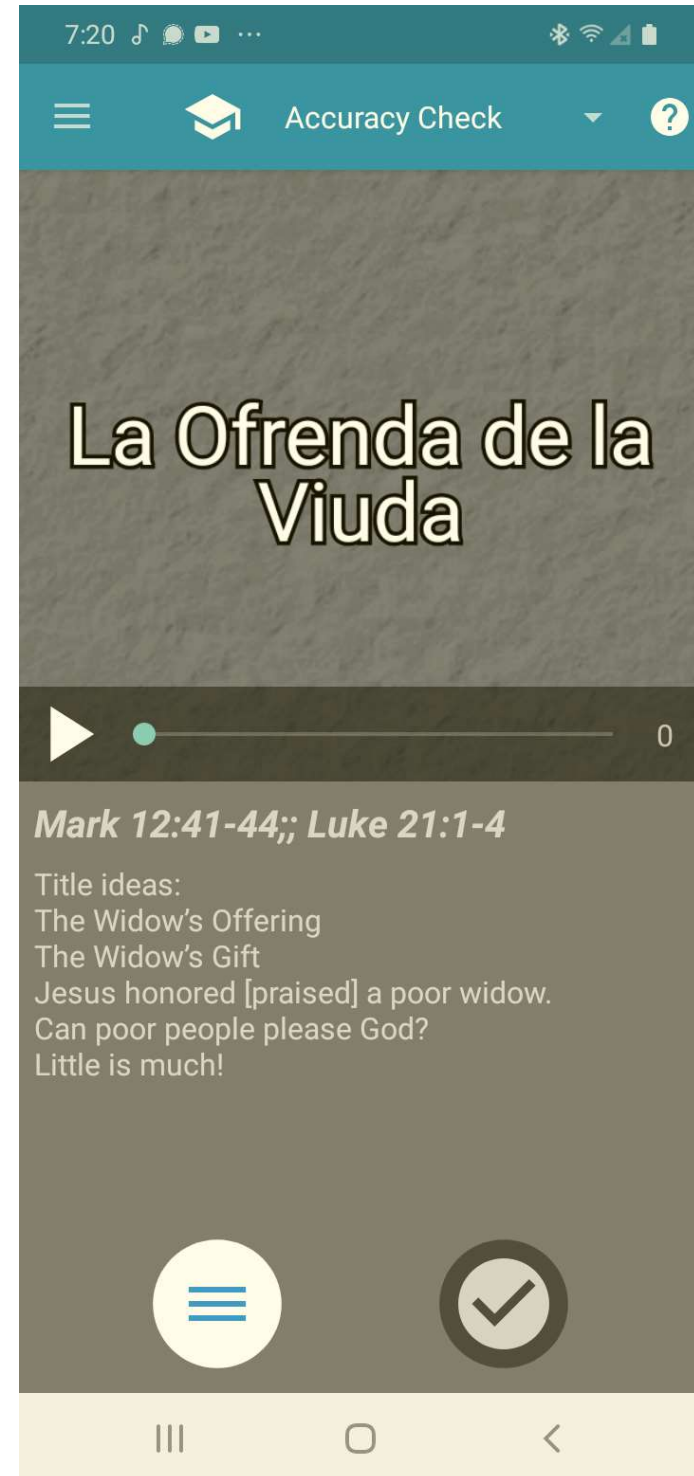 7:20
Accuracy Check
?
La Ofrenda de la
Viuda
0
Mark 12:41-44;; Luke 21:1-4
Title ideas:
The Widow’s Offering
The Widow’s Gift
Jesus honored [praised] a poor widow.
Can poor people please God?
Little is much!